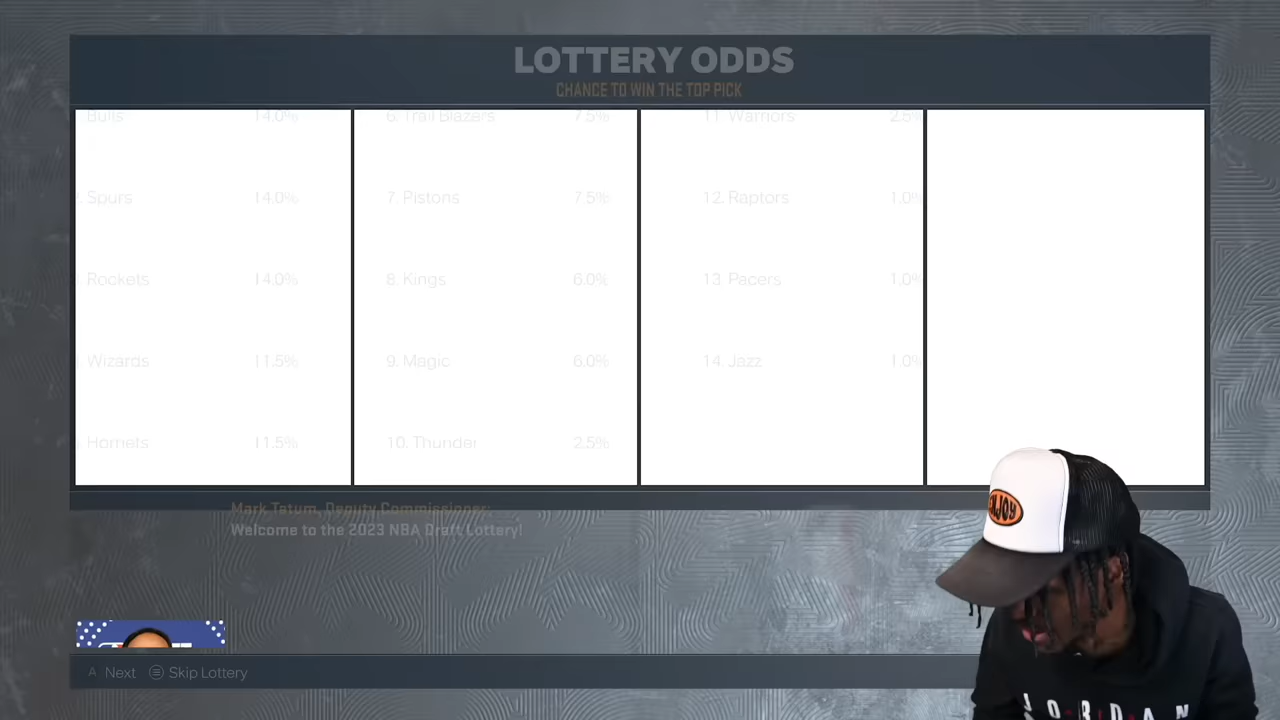 LOTTERY ODDS
CHANCE TO WIN THE TOP PICK
Bulls 14.0%
6. Trail Blazers 7.5%
11. Warriors 2.5%
Spurs 14.0%
7. Pistons 7.5%
12. Raptors 1.0%
Rockets 14.0%
8. Kings 6.0%
13. Pacers 1.0%
Wizards 11.5%
9. Magic 6.0%
14. Jazz 1.0%
Hornets 11.5%
10. Thunder 2.5%
Mark Tatum, Deputy Commissioner:
Welcome to the 2023 NBA Draft Lottery!
A Next Skip Lottery
ENJOY
JORDAN